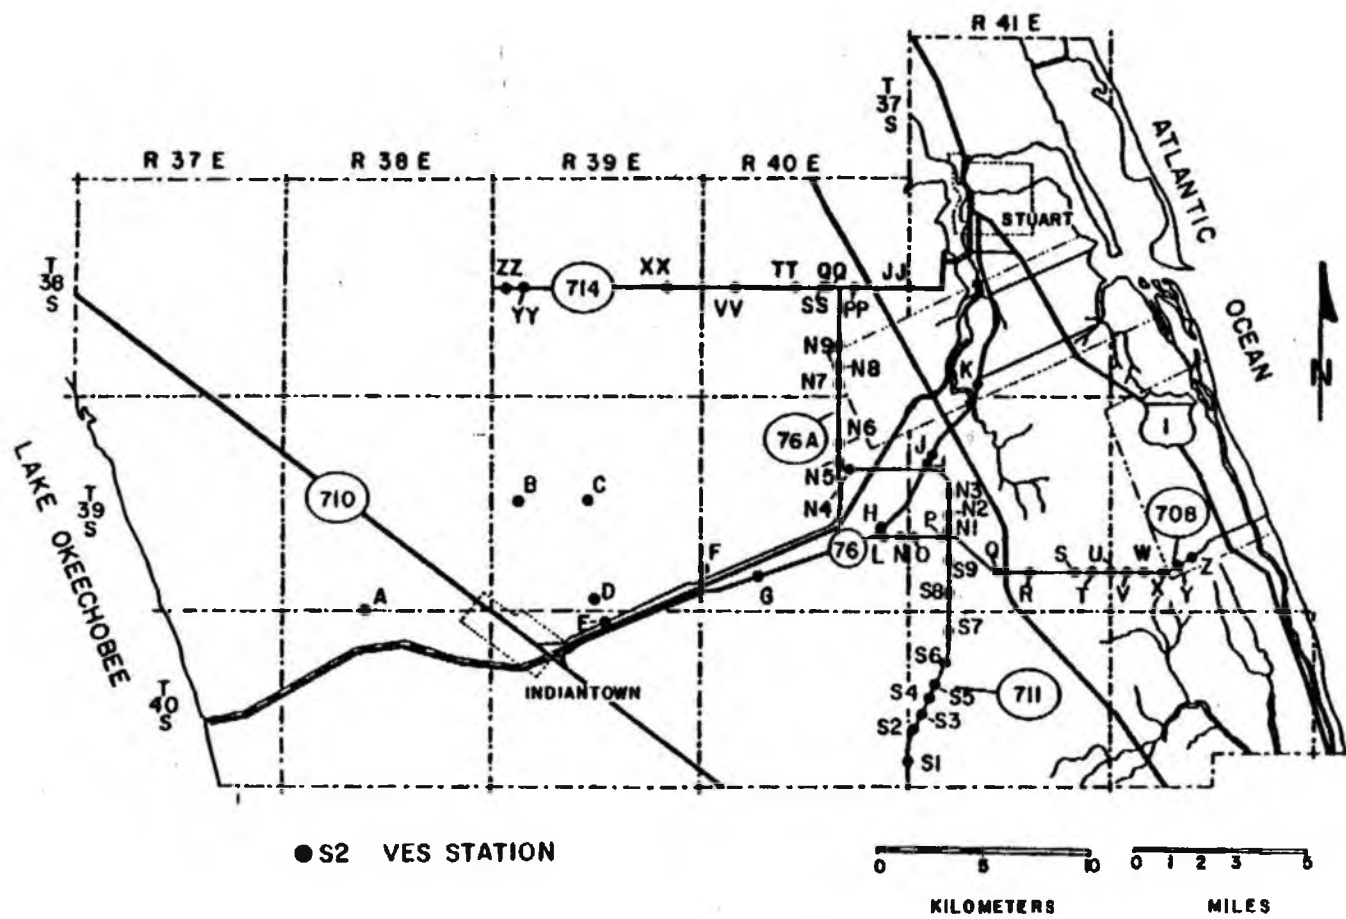 R 41 E
T
37
S
ATLANTIC
OCEAN
R 37 E
R 38 E
R 39 E
R 40 E
STUART
T
38
S
ZZ
YY
714
XX
VV
TT
SS
QQ
PP
JJ
N9
N8
N7
K
N
N6
76A
J
1
N5
LAKE OKEECHOBEE
T
39
S
710
B
C
N4
H
N3
N2
N1
P
708
76
L
N
O
F
Q
S
U
W
Z
S9
R
T
V
X
Y
G
S8
A
D
E
S7
S6
T
40
S
INDIANTOWN
S4
S5
711
S3
S2
S1
S2 VES STATION
0 5 10
KILOMETERS
0 1 2 3 5
MILES